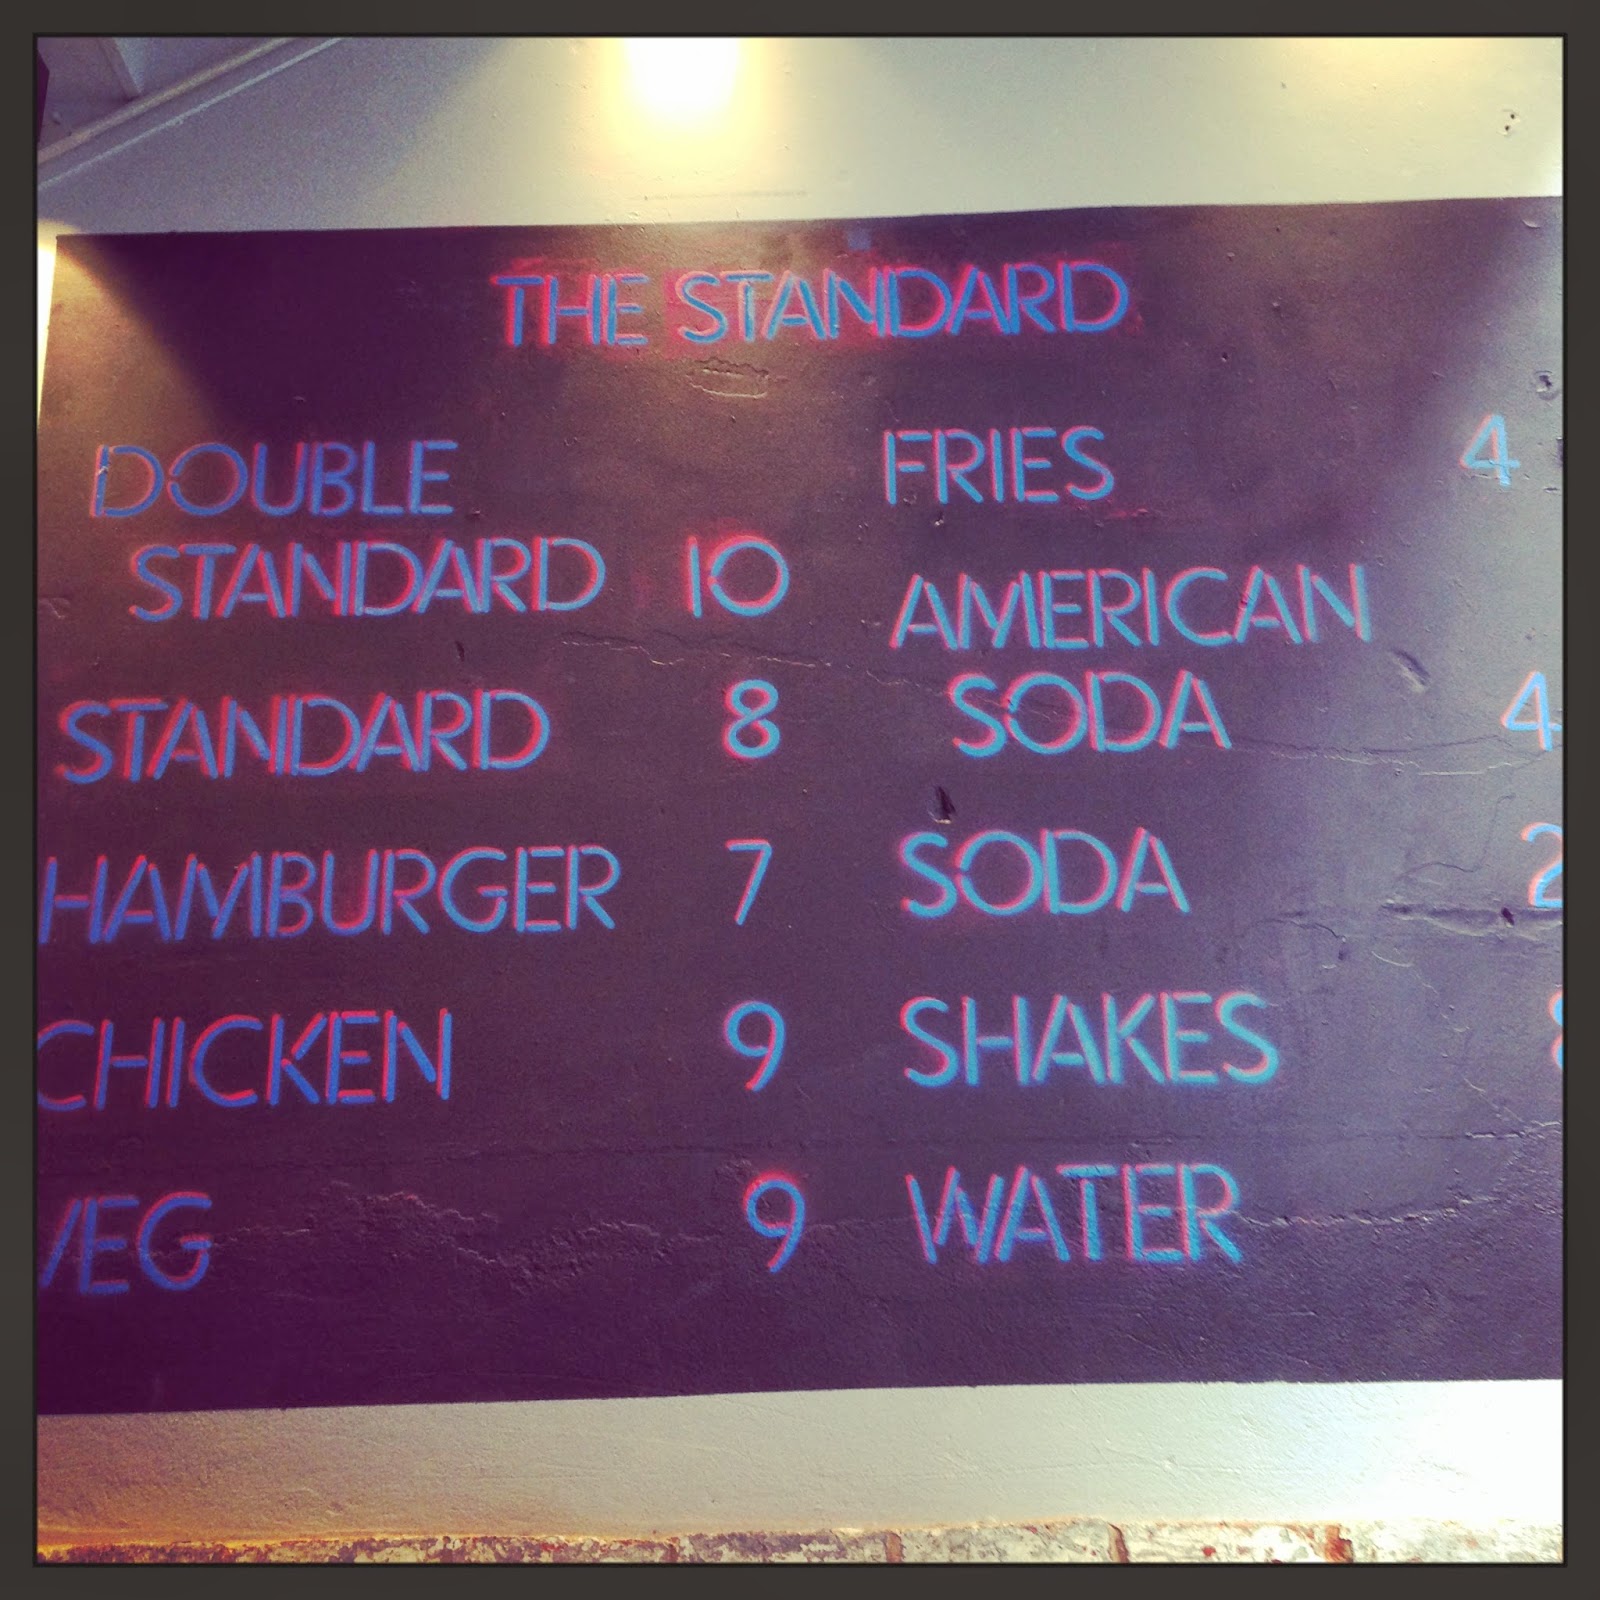 THE STANDARD
DOUBLE
STANDARD 10
STANDARD 8
HAMBURGER 7
CHICKEN 9
VEG 9
FRIES 4
AMERICAN
SODA 4
SODA 2
SHAKES
WATER